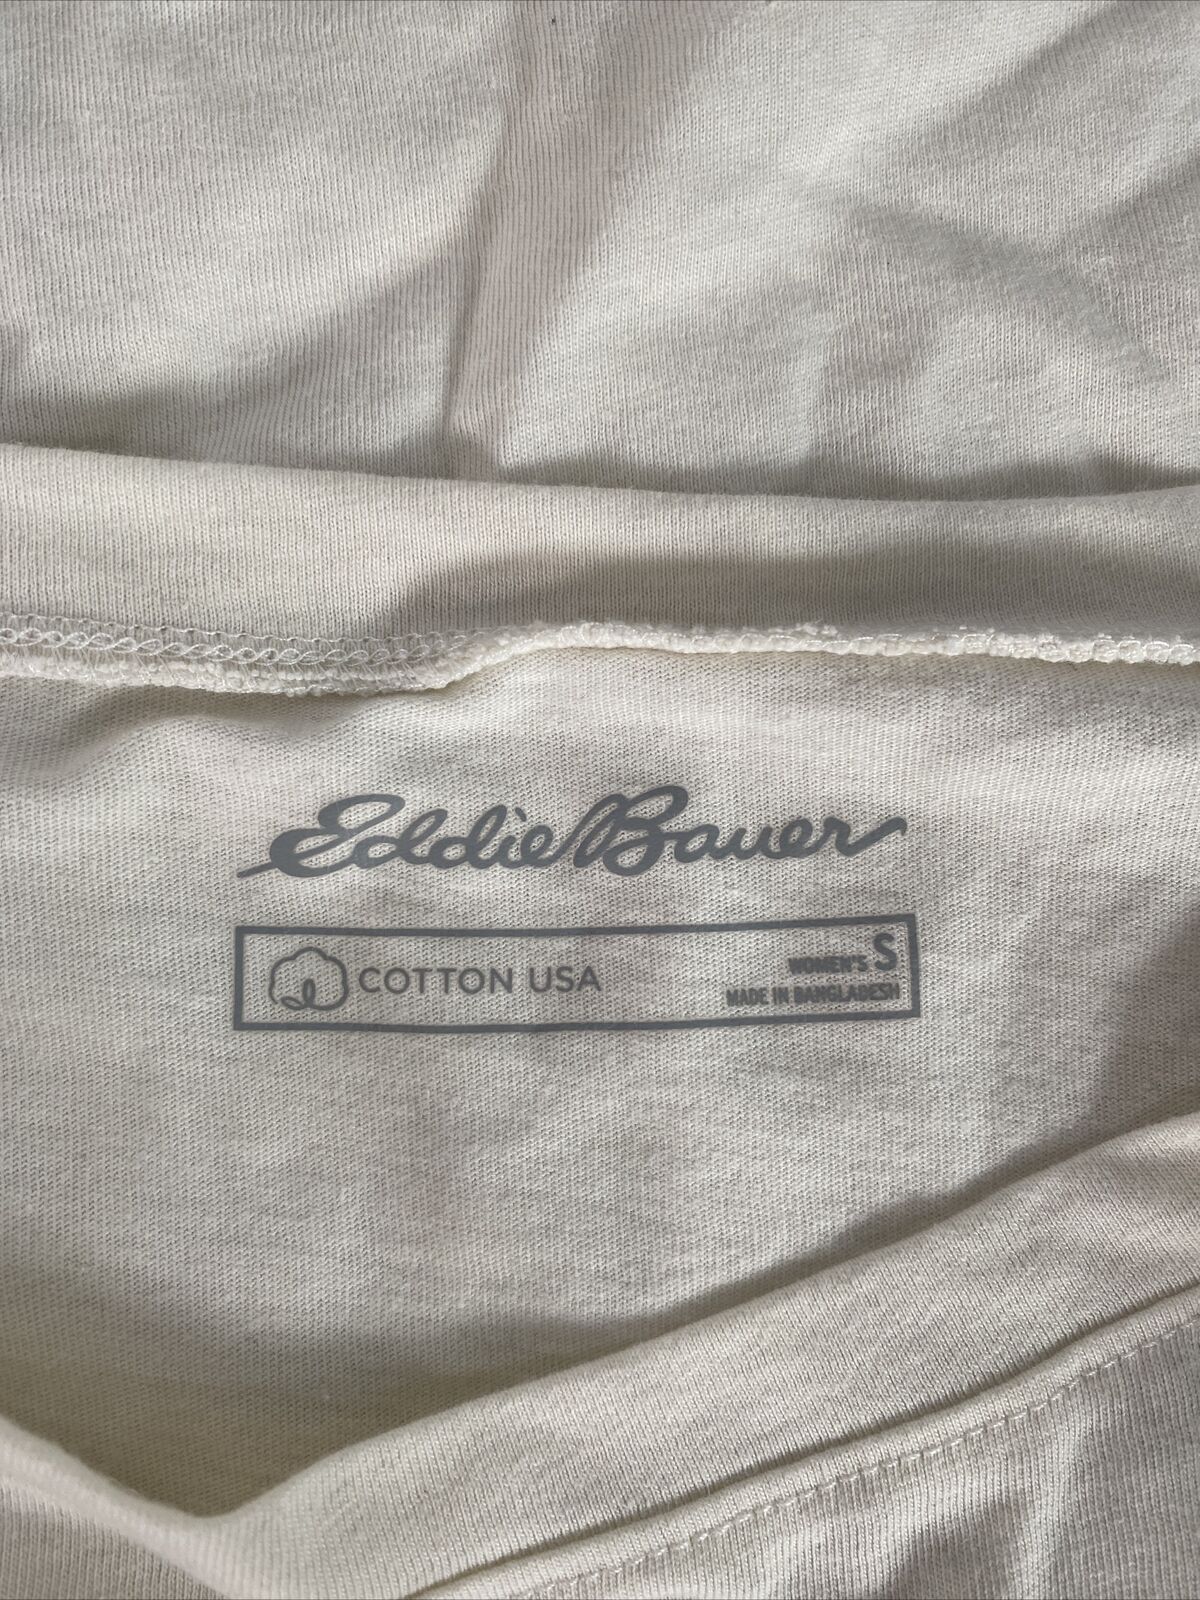 Eddie Bauer
COTTON USA
WOMEN'S S
MADE IN BANGLADESH